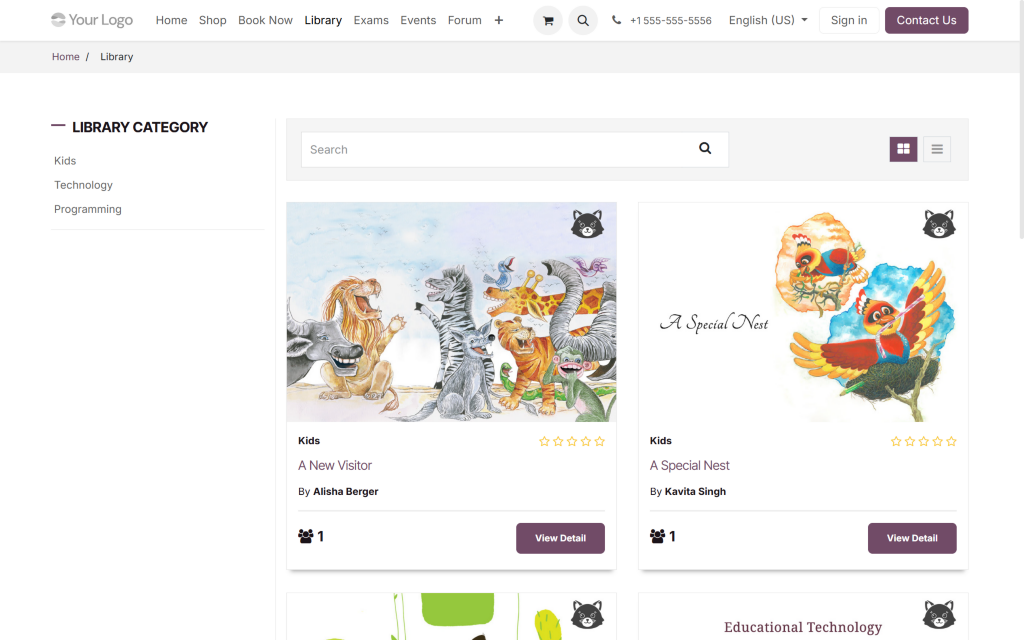 Your Logo
Home Shop Book Now Library Exams Events Forum +
+1 555-555-5556
English (US)
Sign in
Contact Us
Home / Library
LIBRARY CATEGORY
Kids
Technology
Programming
Search
A Special Nest
Kids
A New Visitor
By Alisha Berger
1
View Detail
Kids
A Special Nest
By Kavita Singh
1
View Detail
Educational Technology